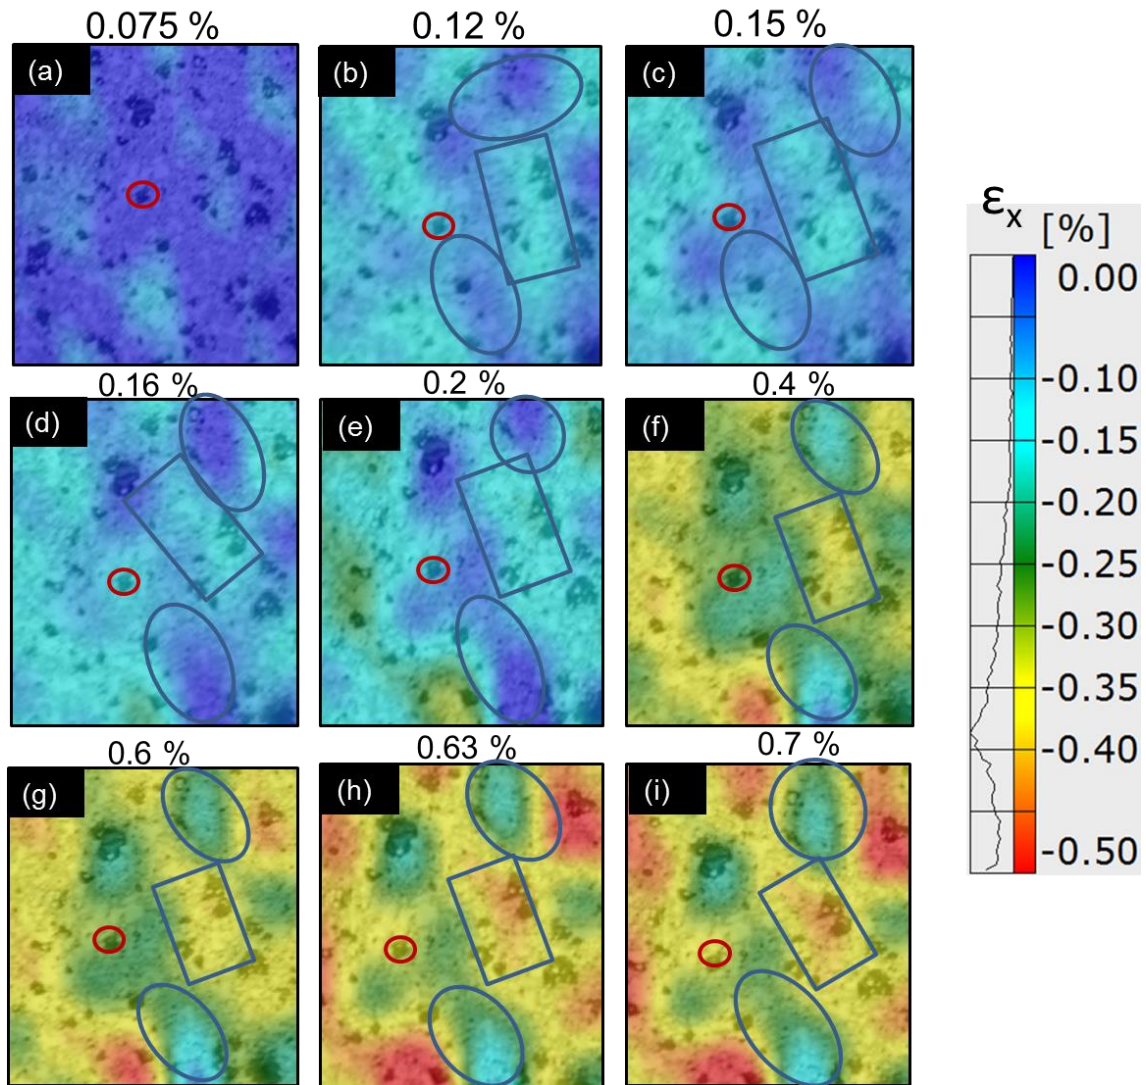 0.075 %
0.12 %
0.15 %
(a)
(b)
(c)
0.16 %
0.2 %
0.4 %
(d)
(e)
(f)
0.6 %
0.63 %
0.7 %
(g)
(h)
(i)
εx [%]
0.00
-0.10
-0.15
-0.20
-0.25
-0.30
-0.35
-0.40
-0.50